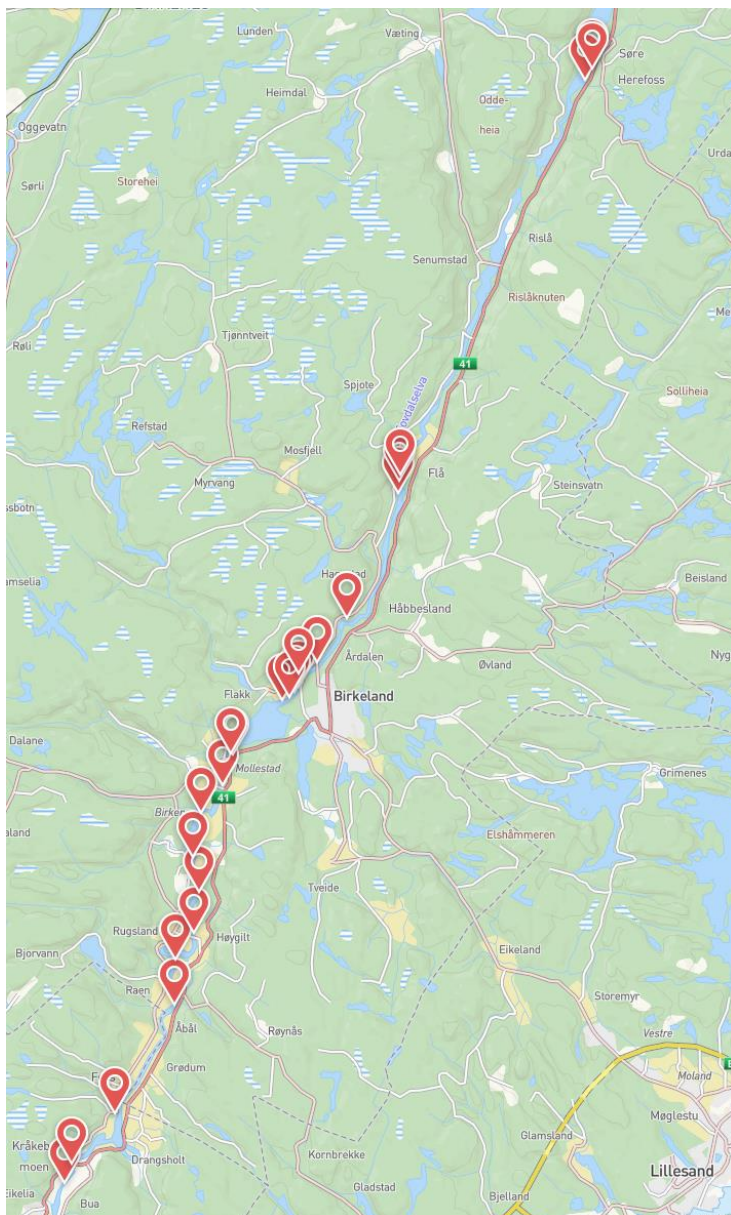 Lunden
Væting
Søre
Herefoss
Heimdal
Odde-
heia
Oggevatn
Urda
Sørli
Storehei
Rislå
Senumstad
Rislåknuten
Tjønntveit
Røli
41
Spjote
Solliheia
Refstad
ovdalselva
Mosfjell
Flå
Myrvang
Steinsvatn
Beisland
Håbbesland
Årdalen
Øvland
Flakk
Birkeland
Dalane
Mollestad
Grimenes
41
Elshåmmeren
Tveide
Rugsland
Høygilt
Bjorvann
Eikeland
Raen
Storemyr
Åbål
Røynås
Vestre
Grødum
Moland
Møglestu
Glamsland
Kråkeb
moen
Drangsholt
Kornbrekke
Lillesand
Gladstad
Eikelia
Bua
Bjelland